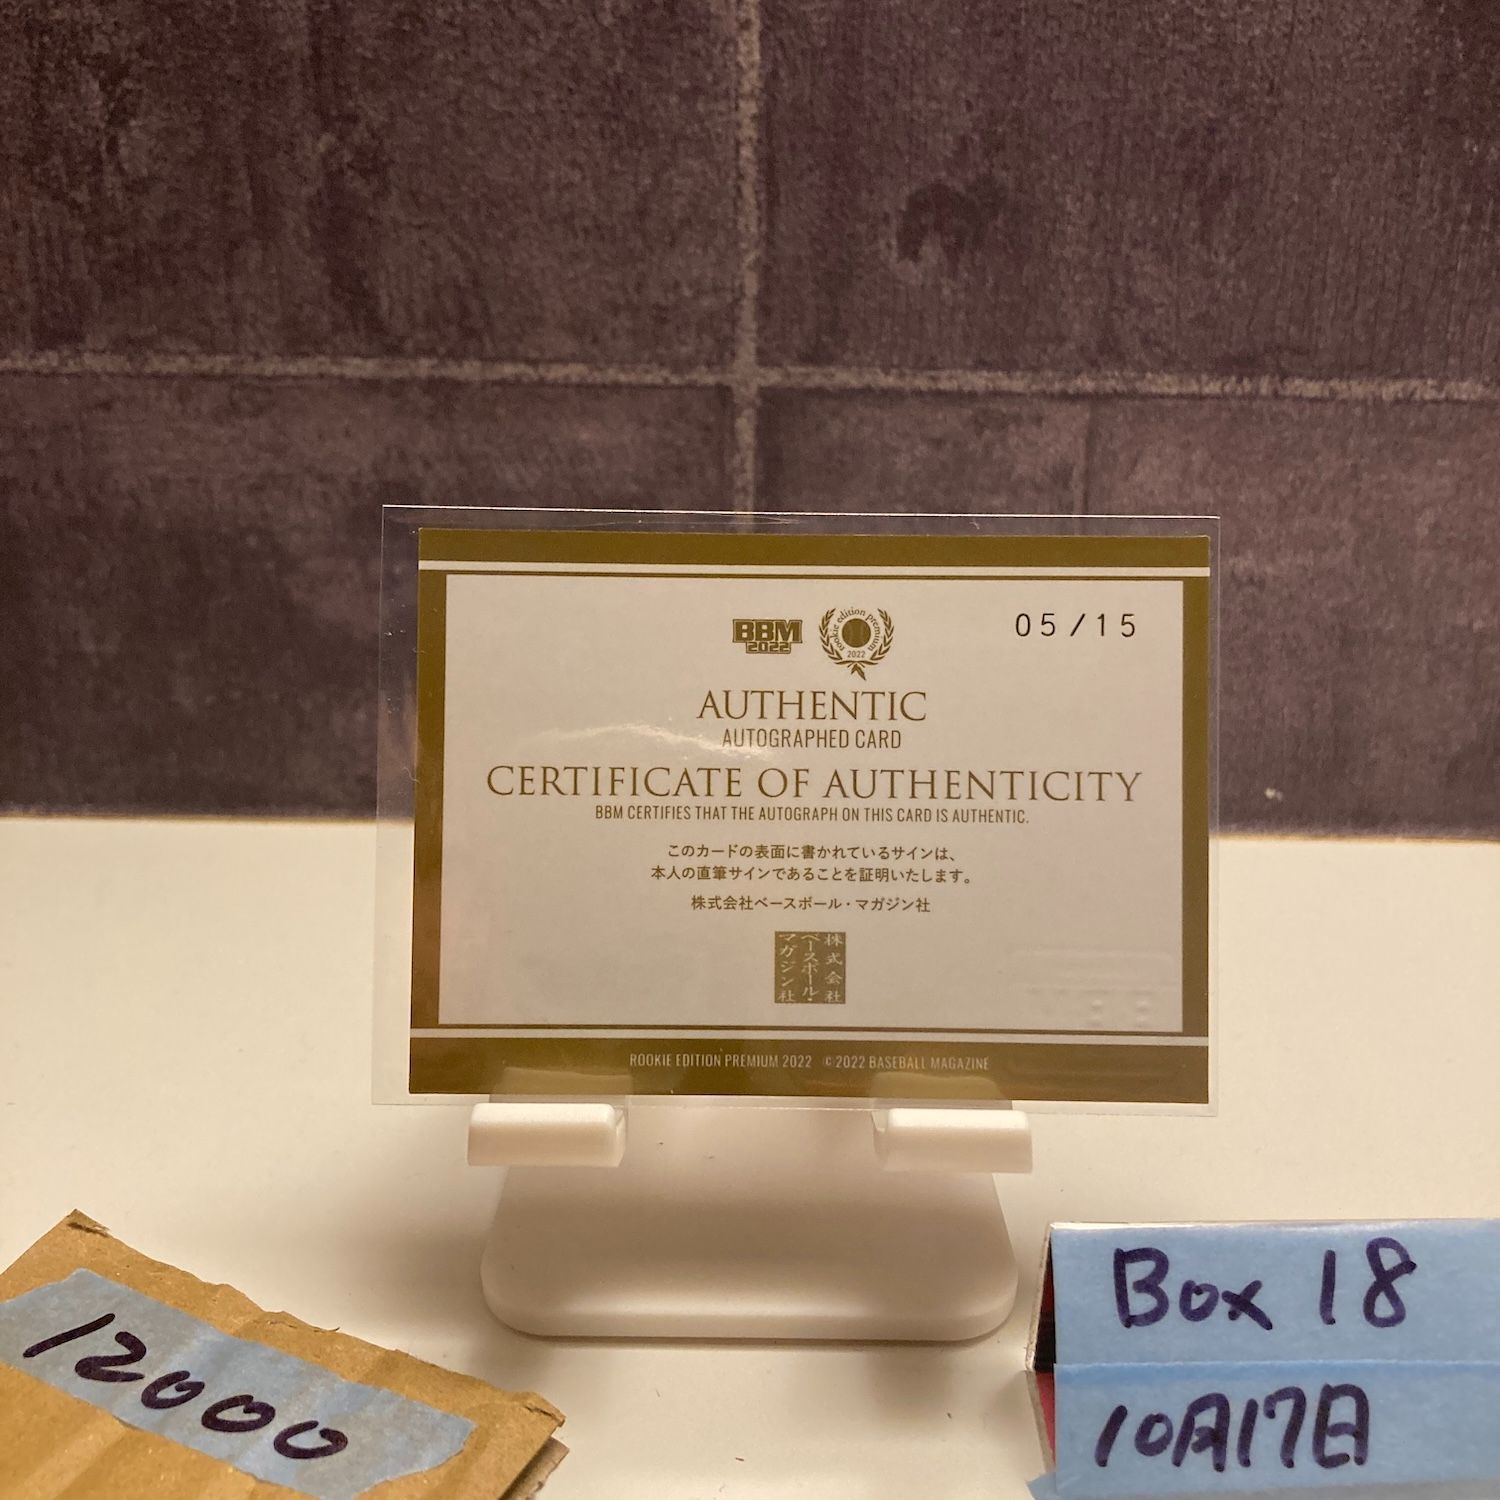 BBM
2022
rookie edition premium
2022
05/15
AUTHENTIC
AUTOGRAPHED CARD
CERTIFICATE OF AUTHENTICITY
BBM CERTIFIES THAT THE AUTOGRAPH ON THIS CARD IS AUTHENTIC.
このカードの表面に書かれているサインは、
本人の直筆サインであることを証明いたします。
株式会社ベースボール・マガジン社
株式会社
ベースボール・
マガジン社
ROOKIE EDITION PREMIUM 2022 ©2022 BASEBALL MAGAZINE
12000
Box 18
10月17日